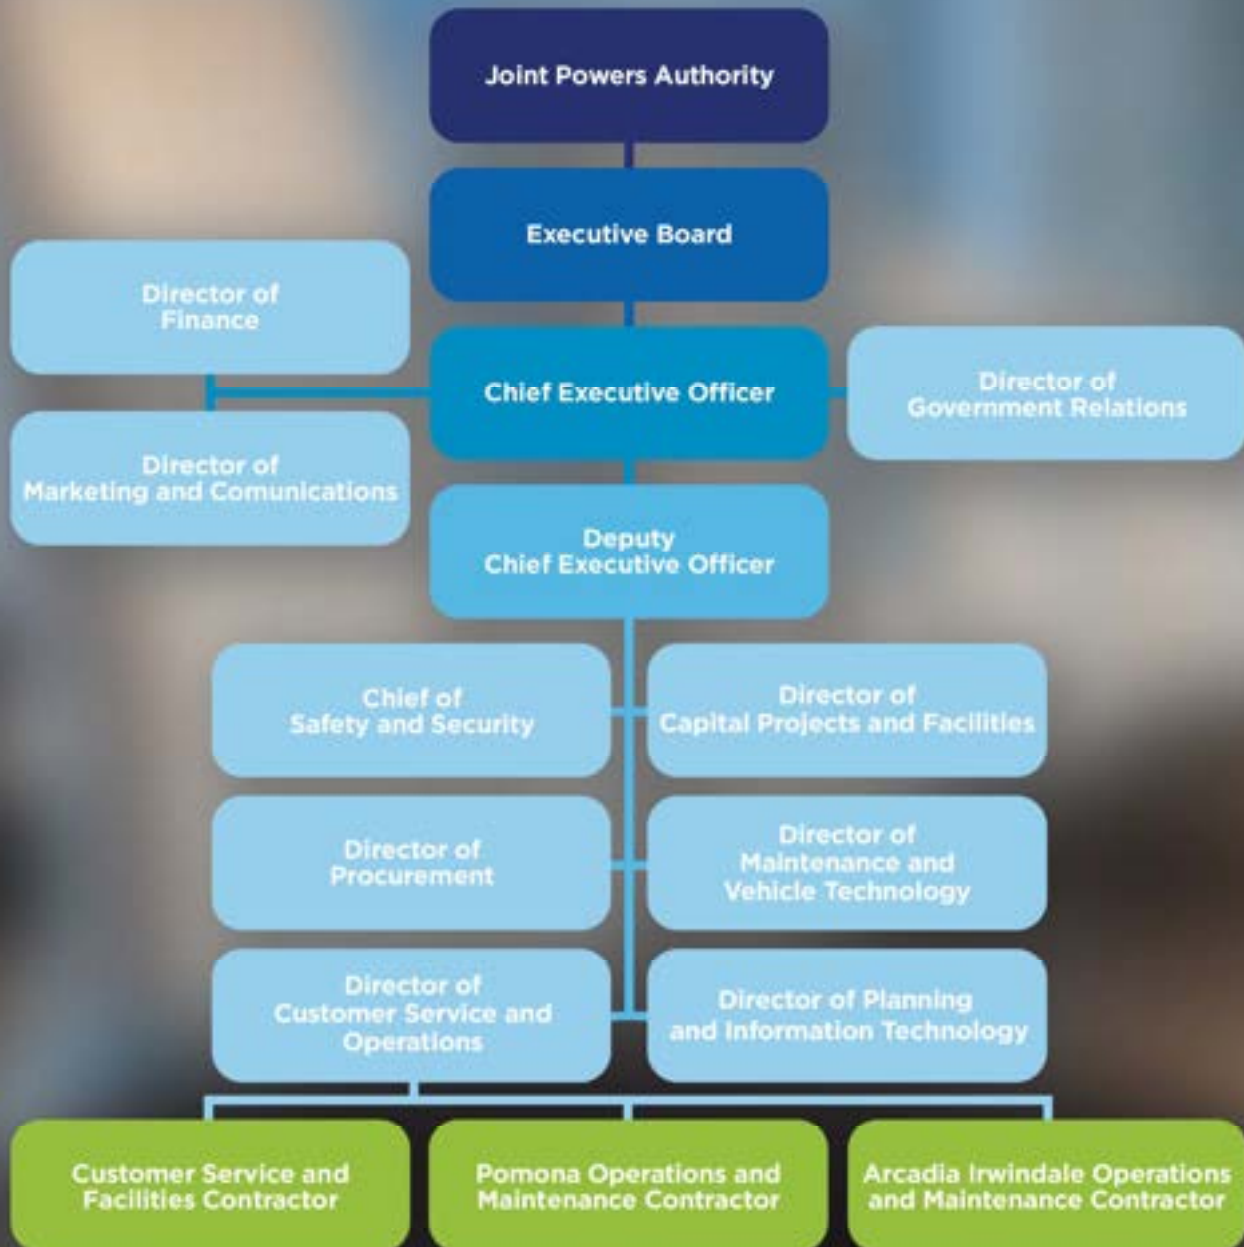 Joint Powers Authority
Executive Board
Director of
Finance
Chief Executive Officer
Director of
Government Relations
Director of
Marketing and Comunications
Deputy
Chief Executive Officer
Chief of
Safety and Security
Director of
Capital Projects and Facilities
Director of
Procurement
Director of
Maintenance and
Vehicle Technology
Director of
Customer Service and
Operations
Director of Planning
and Information Technology
Customer Service and
Facilities Contractor
Pomona Operations and
Maintenance Contractor
Arcadia Irwindale Operations
and Maintenance Contractor